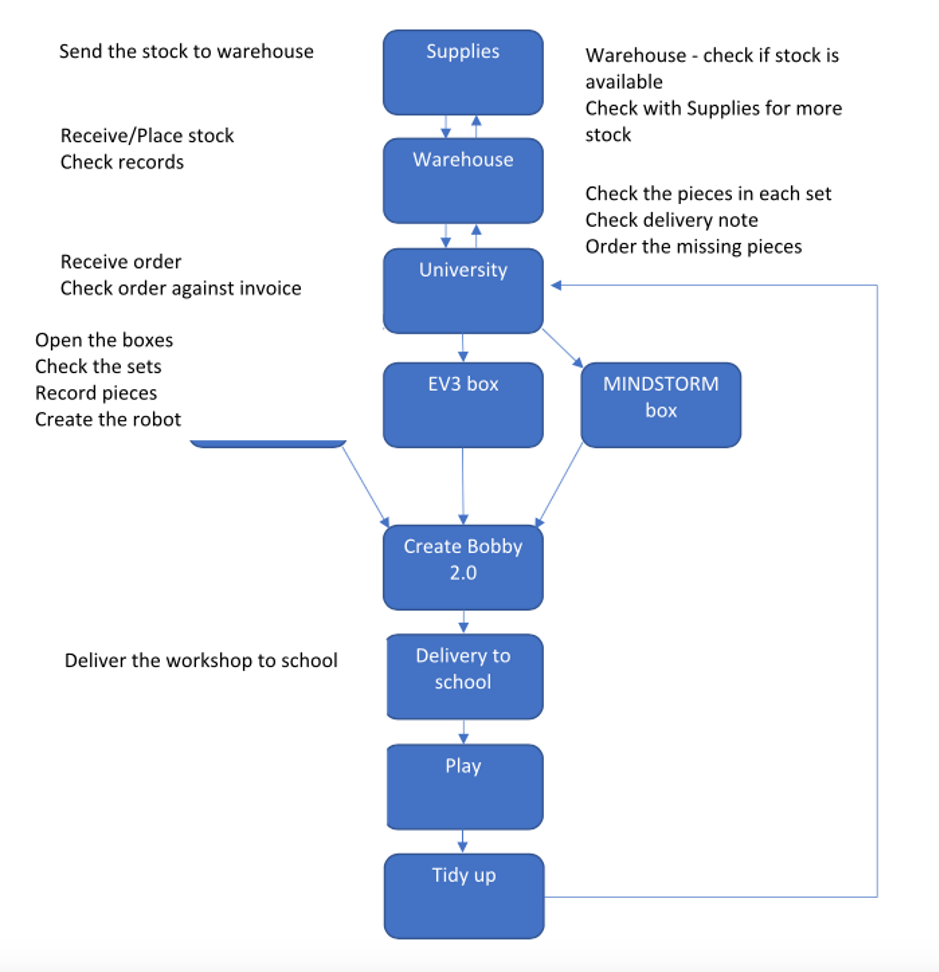 Send the stock to warehouse
Supplies
Warehouse - check if stock is
available
Check with Supplies for more
stock
Receive/Place stock
Check records
Warehouse
Check the pieces in each set
Check delivery note
Order the missing pieces
Receive order
Check order against invoice
University
Open the boxes
Check the sets
Record pieces
Create the robot
EV3 box
MINDSTORM
box
Create Bobby
2.0
Deliver the workshop to school
Delivery to
school
Play
Tidy up